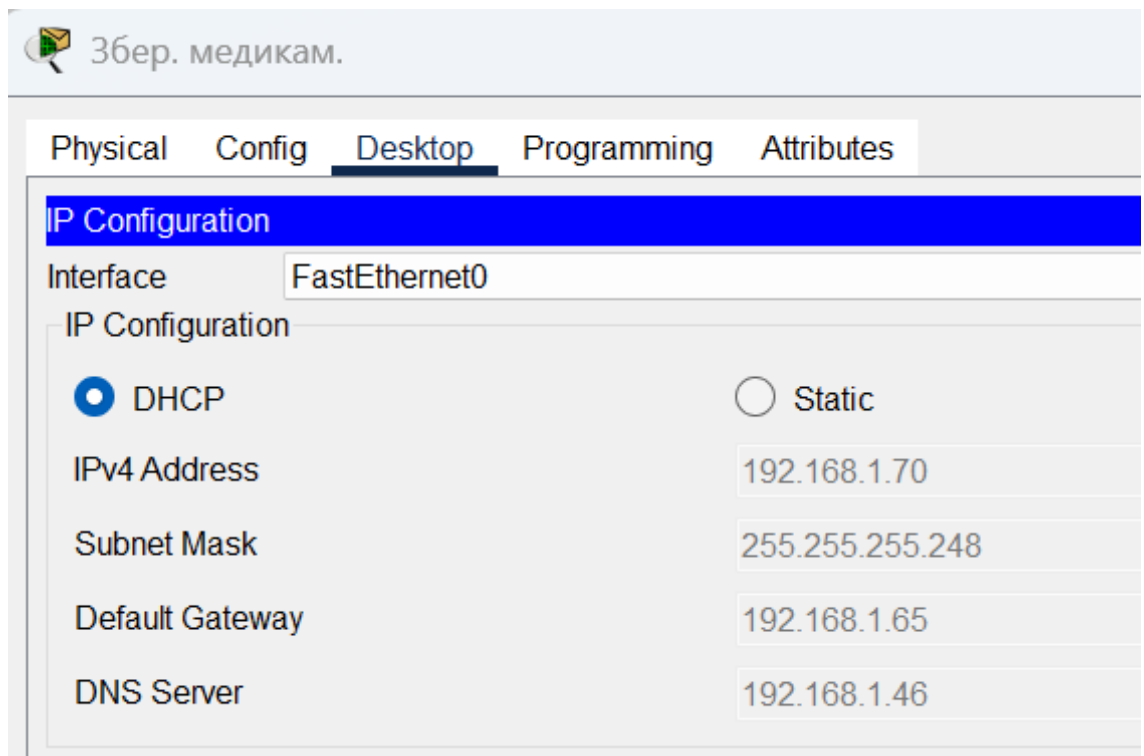 Збер. медикам.
Physical Config Desktop Programming Attributes
IP Configuration
Interface FastEthernet0
IP Configuration
DHCP Static
IPv4 Address 192.168.1.70
Subnet Mask 255.255.255.248
Default Gateway 192.168.1.65
DNS Server 192.168.1.46